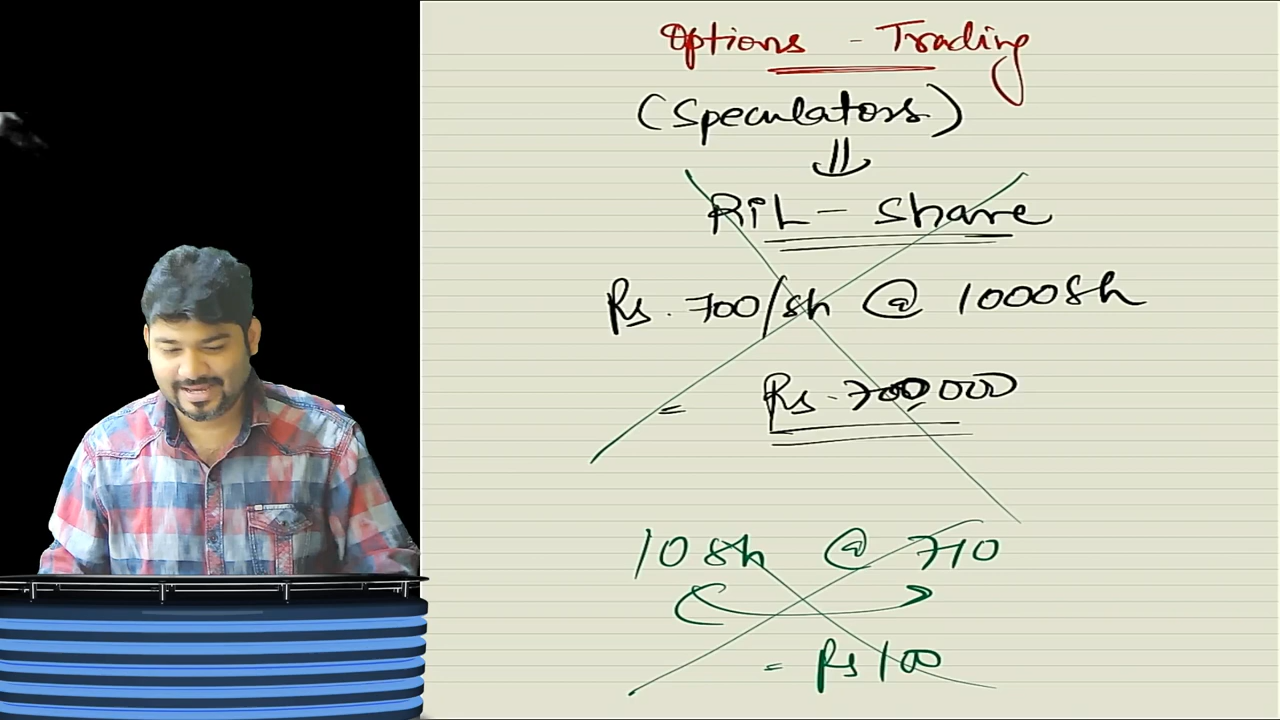 Options - Trading
(Speculators)
RIL - Share
Rs. 700/sh @ 1000sh
= Rs. 700,000
10 sh @ 710
= Rs 100